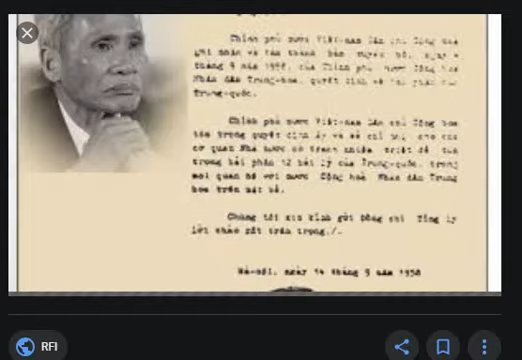 Chính phủ nước Việt-nam Dân chủ Cộng hoà
ghi nhận và tán thành bản tuyên bố, ngày 4
tháng 9 năm 1958, của Chính phủ nước Cộng hoà
Nhân dân Trung-hoa, quyết định về hải phận của
Trung-quốc.
Chính phủ nước Việt-nam Dân chủ Cộng hoà
tôn trọng quyết định ấy và sẽ chỉ thị cho các
cơ quan Nhà nước có trách nhiệm triệt để tôn
trọng hải phận 12 hải lý của Trung-quốc, trong
mọi quan hệ với nước Cộng hoà Nhân dân Trung
hoa trên mặt bể.
Chúng tôi xin kính gửi Đồng chí Tổng lý
lời chào rất trân trọng./.
Hà-nội, ngày 14 tháng 9 năm 1958
RFI